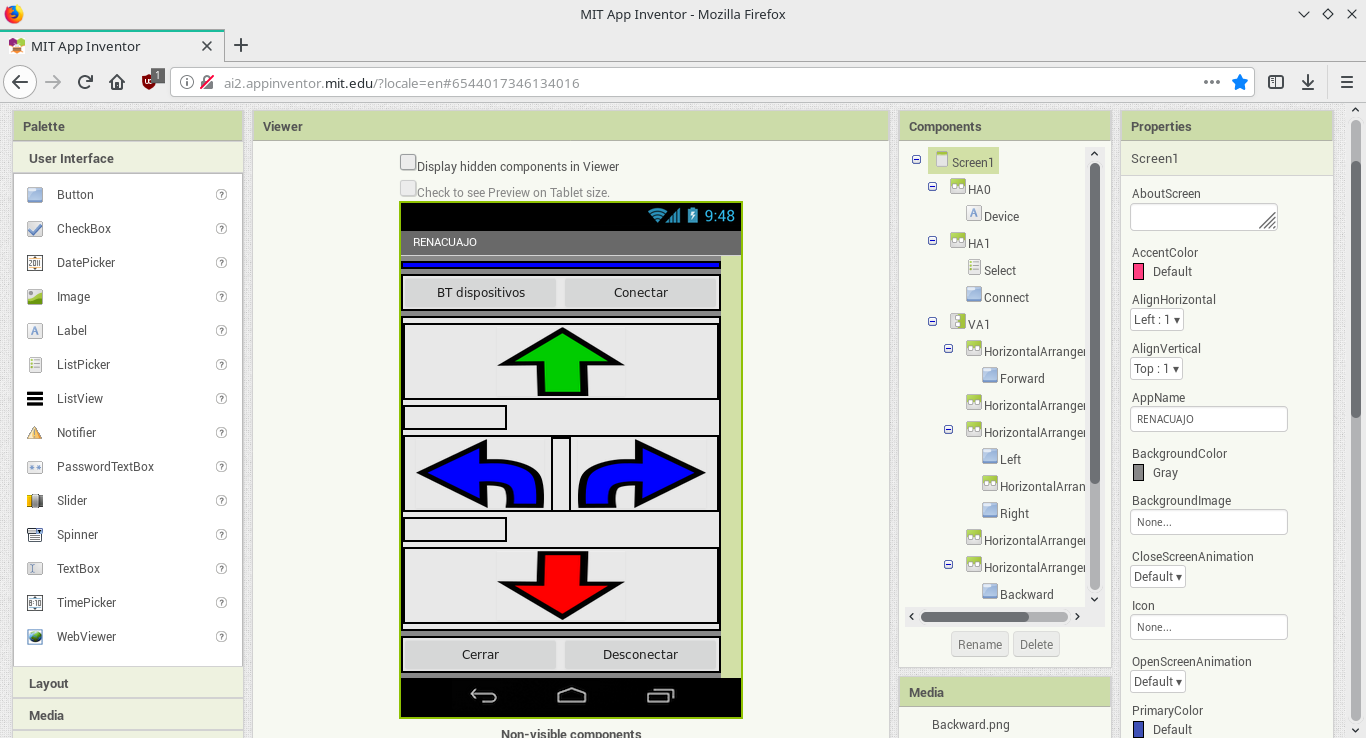 MIT App Inventor - Mozilla Firefox
MIT App Inventor
1
ai2.appinventor.mit.edu/?locale=en#6544017346134016
Palette
User Interface
Button
CheckBox
DatePicker
Image
Label
ListPicker
ListView
Notifier
PasswordTextBox
Slider
Spinner
TextBox
TimePicker
WebViewer
Layout
Media
Viewer
Display hidden components in Viewer
Check to see Preview on Tablet size.
9:48
RENACUAJO
BT dispositivos
Conectar
Cerrar
Desconectar
Non-visible components
Components
Screen1
HA0
Device
HA1
Select
Connect
VA1
HorizontalArranger
Forward
HorizontalArranger
HorizontalArranger
Left
HorizontalArran
Right
HorizontalArranger
HorizontalArranger
Backward
Rename
Delete
Media
Backward.png
Properties
Screen1
AboutScreen
AccentColor
Default
AlignHorizontal
Left : 1
AlignVertical
Top : 1
AppName
RENACUAJO
BackgroundColor
Gray
BackgroundImage
None...
CloseScreenAnimation
Default
Icon
None...
OpenScreenAnimation
Default
PrimaryColor
Default